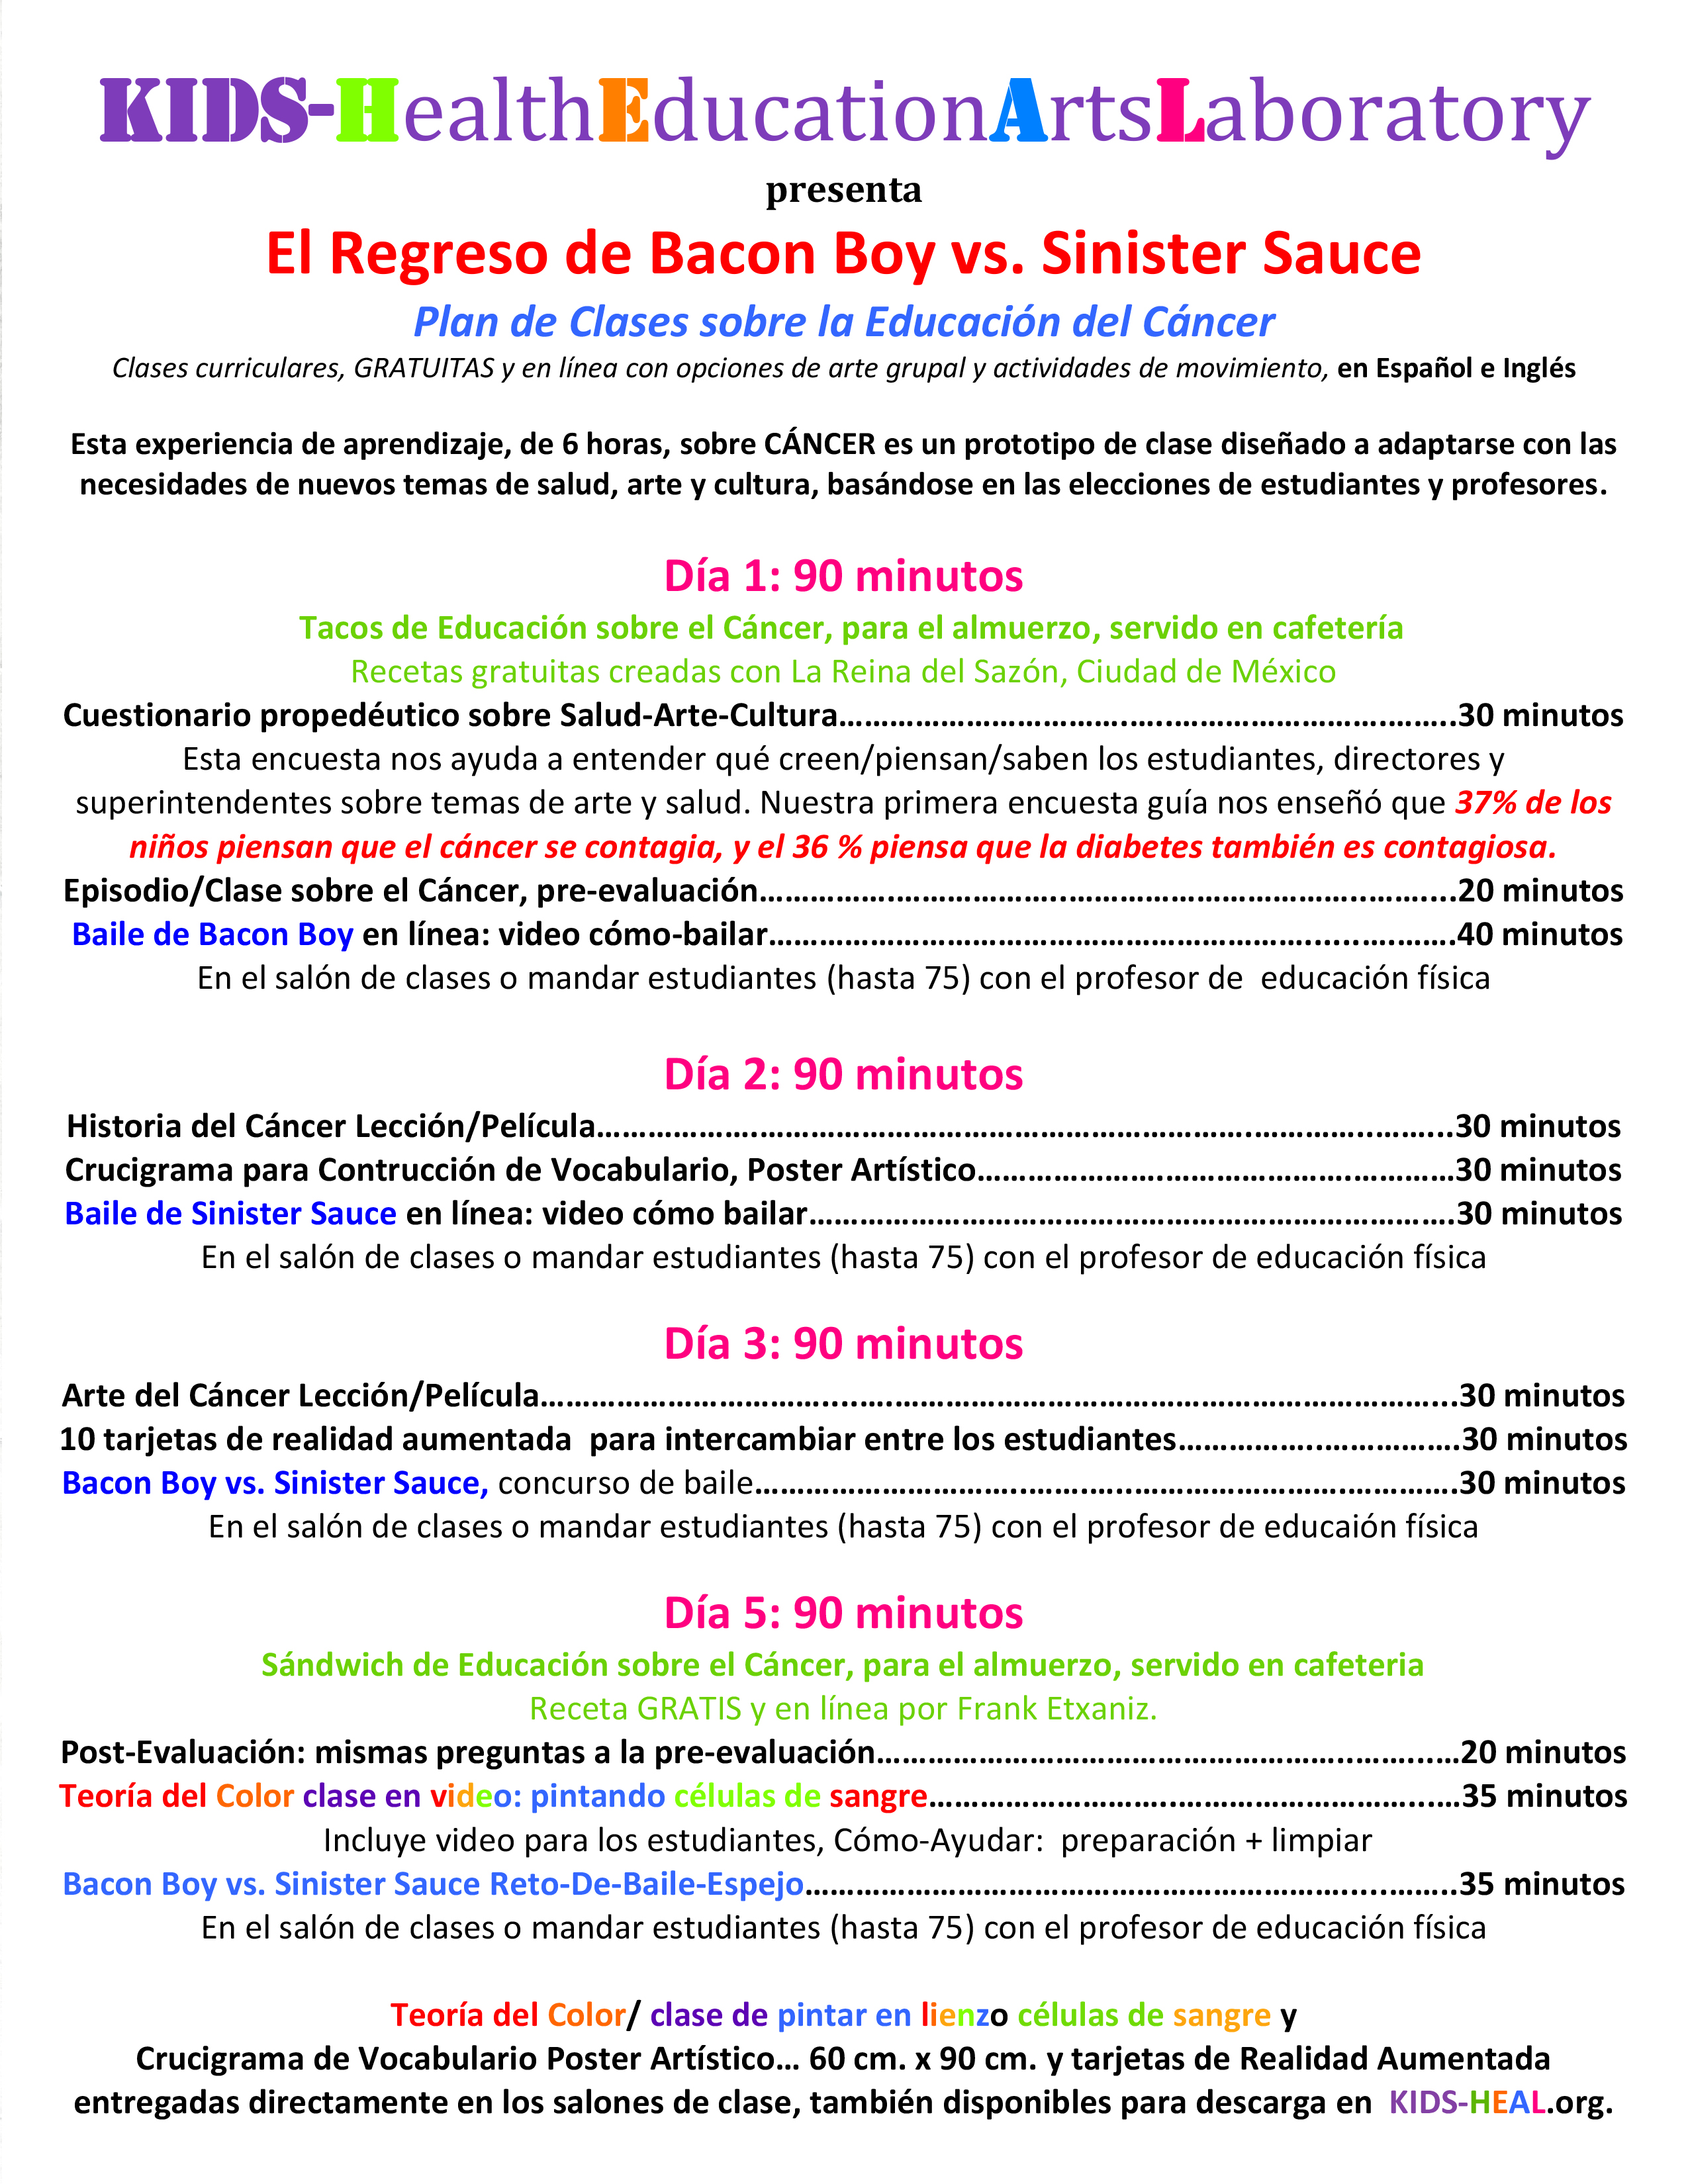 KIDS-HealthEducationArtsLaboratory
presenta
El Regreso de Bacon Boy vs. Sinister Sauce
Plan de Clases sobre la Educación del Cáncer
Clases curriculares, GRATUITAS y en línea con opciones de arte grupal y actividades de movimiento, en Español e Inglés
Esta experiencia de aprendizaje, de 6 horas, sobre CÁNCER es un prototipo de clase diseñado a adaptarse con las
necesidades de nuevos temas de salud, arte y cultura, basándose en las elecciones de estudiantes y profesores.
Día 1: 90 minutos
Tacos de Educación sobre el Cáncer, para el almuerzo, servido en cafetería
Recetas gratuitas creadas con La Reina del Sazón, Ciudad de México
Cuestionario propedéutico sobre Salud-Arte-Cultura……………………………………………………………..30 minutos
Esta encuesta nos ayuda a entender qué creen/piensan/saben los estudiantes, directores y
superintendentes sobre temas de arte y salud. Nuestra primera encuesta guía nos enseñó que 37% de los
niños piensan que el cáncer se contagia, y el 36 % piensa que la diabetes también es contagiosa.
Episodio/Clase sobre el Cáncer, pre-evaluación……………………………………………………………………....20 minutos
Baile de Bacon Boy en línea: video cómo-bailar…………………………………………………………………….40 minutos
En el salón de clases o mandar estudiantes (hasta 75) con el profesor de  educación física
Día 2: 90 minutos
Historia del Cáncer Lección/Película……………………………………………………………………………………...30 minutos
Crucigrama para Contrucción de Vocabulario, Poster Artístico………………………………………………30 minutos
Baile de Sinister Sauce en línea: video cómo bailar……………………………………………………………….30 minutos
En el salón de clases o mandar estudiantes (hasta 75) con el profesor de educación física
Día 3: 90 minutos
Arte del Cáncer Lección/Película…………………………………………………………………………………………...30 minutos
10 tarjetas de realidad aumentada  para intercambiar entre los estudiantes………………………….30 minutos
Bacon Boy vs. Sinister Sauce, concurso de baile…………………………………………………………………….30 minutos
En el salón de clases o mandar estudiantes (hasta 75) con el profesor de educaión física
Día 5: 90 minutos
Sándwich de Educación sobre el Cáncer, para el almuerzo, servido en cafeteria
Receta GRATIS y en línea por Frank Etxaniz.
Post-Evaluación: mismas preguntas a la pre-evaluación…………………………………………………………20 minutos
Teoría del Color clase en video: pintando células de sangre……………………………………………………35 minutos
Incluye video para los estudiantes, Cómo-Ayudar:  preparación + limpiar
Bacon Boy vs. Sinister Sauce Reto-De-Baile-Espejo………………………………………………………………..35 minutos
En el salón de clases o mandar estudiantes (hasta 75) con el profesor de educación física
Teoría del Color/ clase de pintar en lienzo células de sangre y
Crucigrama de Vocabulario Poster Artístico… 60 cm. x 90 cm. y tarjetas de Realidad Aumentada
entregadas directamente en los salones de clase, también disponibles para descarga en  KIDS-HEAL.org.